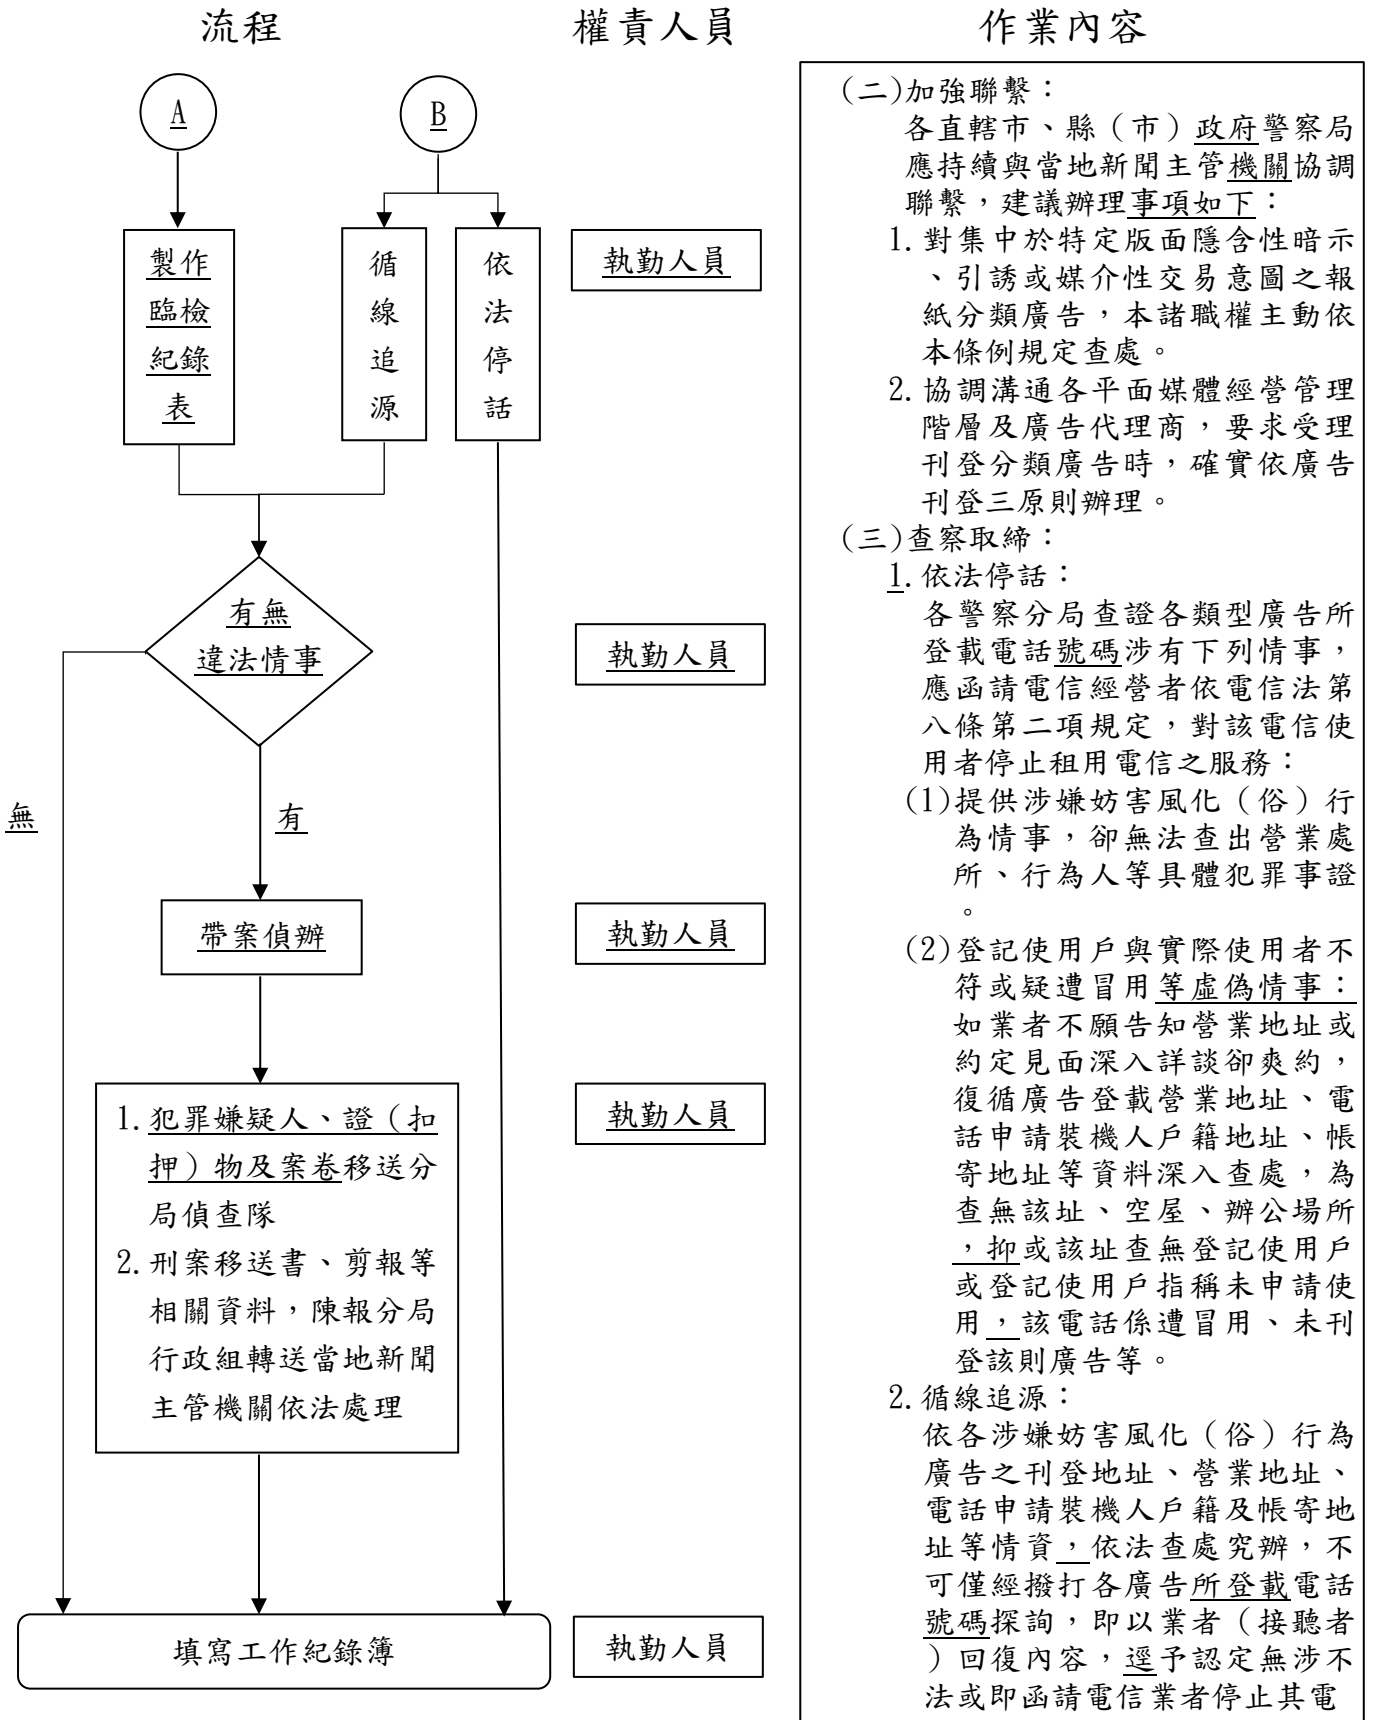 流程
權責人員
作業內容
A
B
製作
臨檢
紀錄
表
循
線
追
源
依
法
停
話
執勤人員
有無
違法情事
執勤人員
無
有
帶案偵辦
執勤人員
1.犯罪嫌疑人、證（扣
押）物及案卷移送分
局偵查隊
2.刑案移送書、剪報等
相關資料，陳報分局
行政組轉送當地新聞
主管機關依法處理
執勤人員
填寫工作紀錄簿
執勤人員
(二)加強聯繫：
各直轄市、縣（市）政府警察局
應持續與當地新聞主管機關協調
聯繫，建議辦理事項如下：
1.對集中於特定版面隱含性暗示
、引誘或媒介性交易意圖之報
紙分類廣告，本諸職權主動依
本條例規定查處。
2.協調溝通各平面媒體經營管理
階層及廣告代理商，要求受理
刊登分類廣告時，確實依廣告
刊登三原則辦理。
(三)查察取締：
1.依法停話：
各警察分局查證各類型廣告所
登載電話號碼涉有下列情事，
應函請電信經營者依電信法第
八條第二項規定，對該電信使
用者停止租用電信之服務：
(1)提供涉嫌妨害風化（俗）行
為情事，卻無法查出營業處
所、行為人等具體犯罪事證
。
(2)登記使用戶與實際使用者不
符或疑遭冒用等虛偽情事：
如業者不願告知營業地址或
約定見面深入詳談卻爽約，
復循廣告登載營業地址、電
話申請裝機人戶籍地址、帳
寄地址等資料深入查處，為
查無該址、空屋、辦公場所
，抑或該址查無登記使用戶
或登記使用戶指稱未申請使
用，該電話係遭冒用、未刊
登該則廣告等。
2.循線追源：
依各涉嫌妨害風化（俗）行為
廣告之刊登地址、營業地址、
電話申請裝機人戶籍及帳寄地
址等情資，依法查處究辦，不
可僅經撥打各廣告所登載電話
號碼探詢，即以業者（接聽者
）回復內容，逕予認定無涉不
法或即函請電信業者停止其電